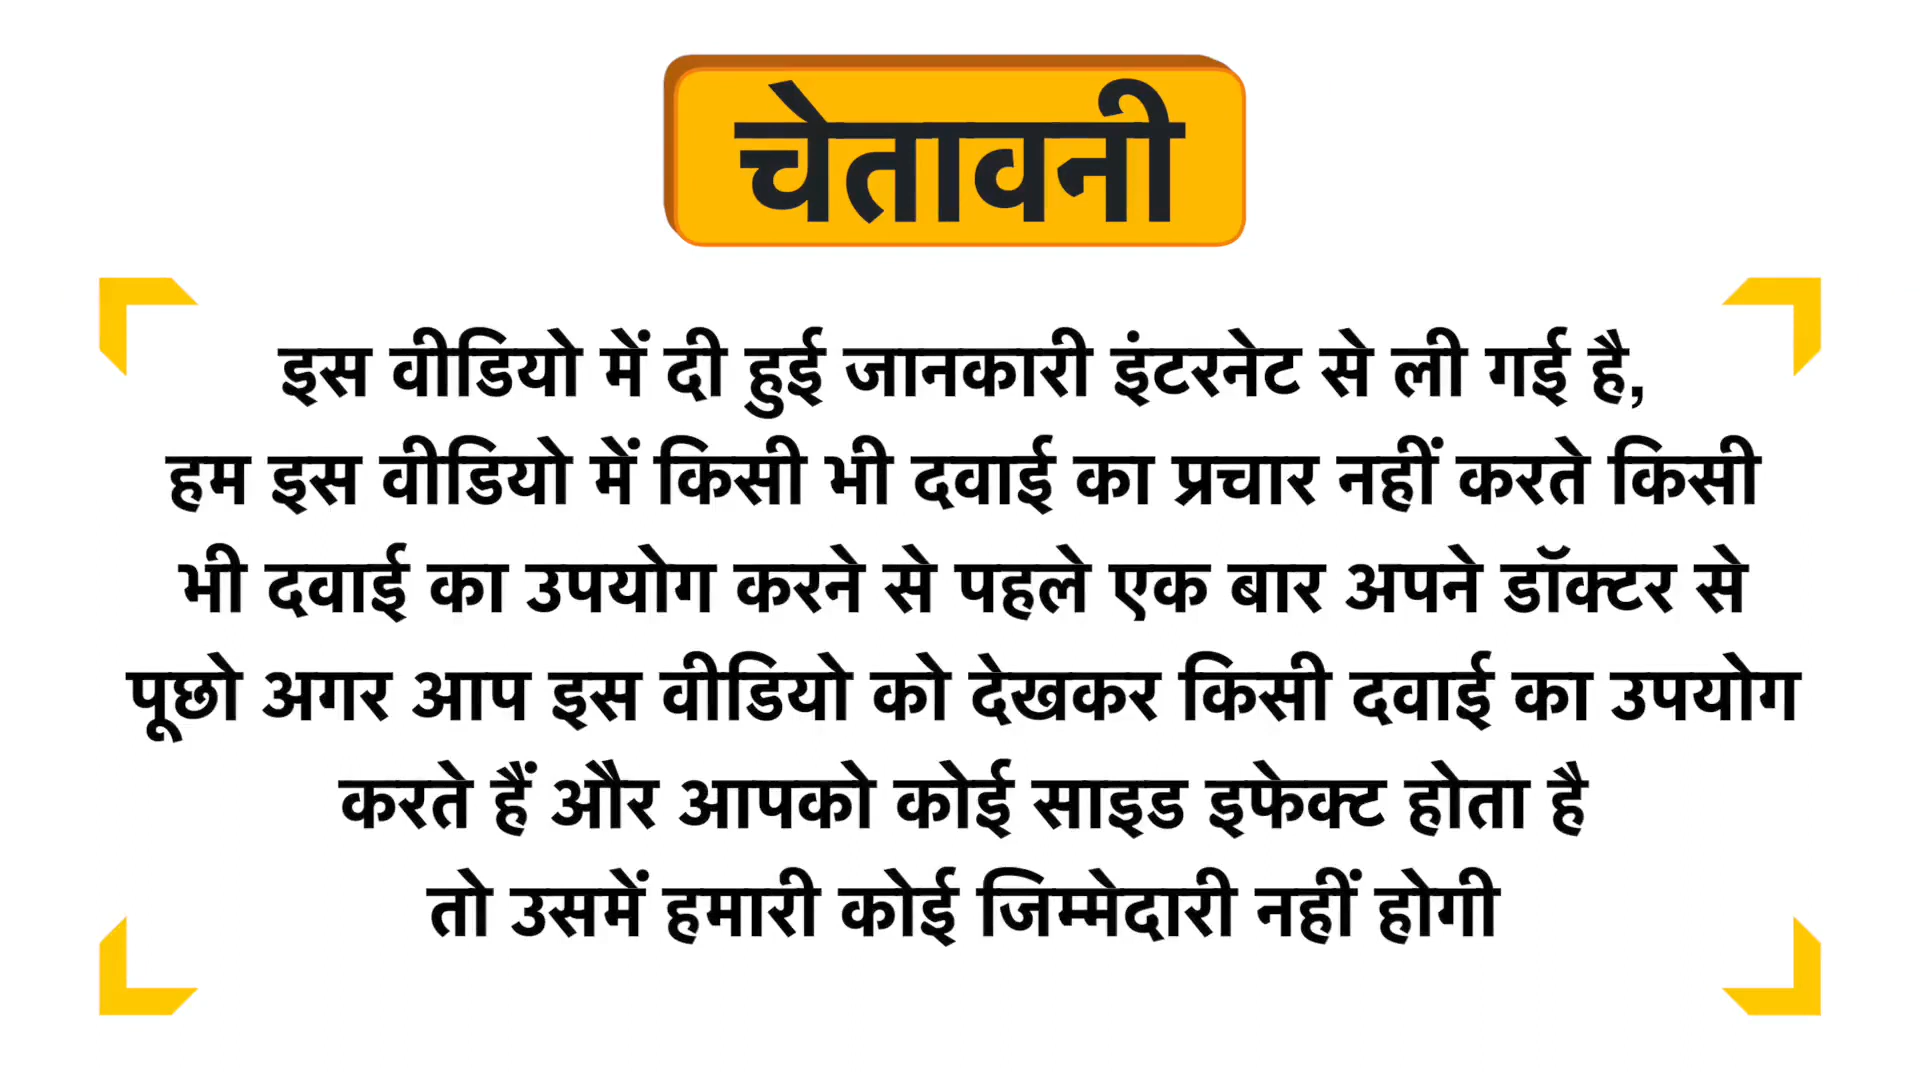 चेतावनी
इस वीडियो में दी हुई जानकारी इंटरनेट से ली गई है,
हम इस वीडियो में किसी भी दवाई का प्रचार नहीं करते किसी
भी दवाई का उपयोग करने से पहले एक बार अपने डॉक्टर से
पूछो अगर आप इस वीडियो को देखकर किसी दवाई का उपयोग
करते हैं और आपको कोई साइड इफेक्ट होता है
तो उसमें हमारी कोई जिम्मेदारी नहीं होगी